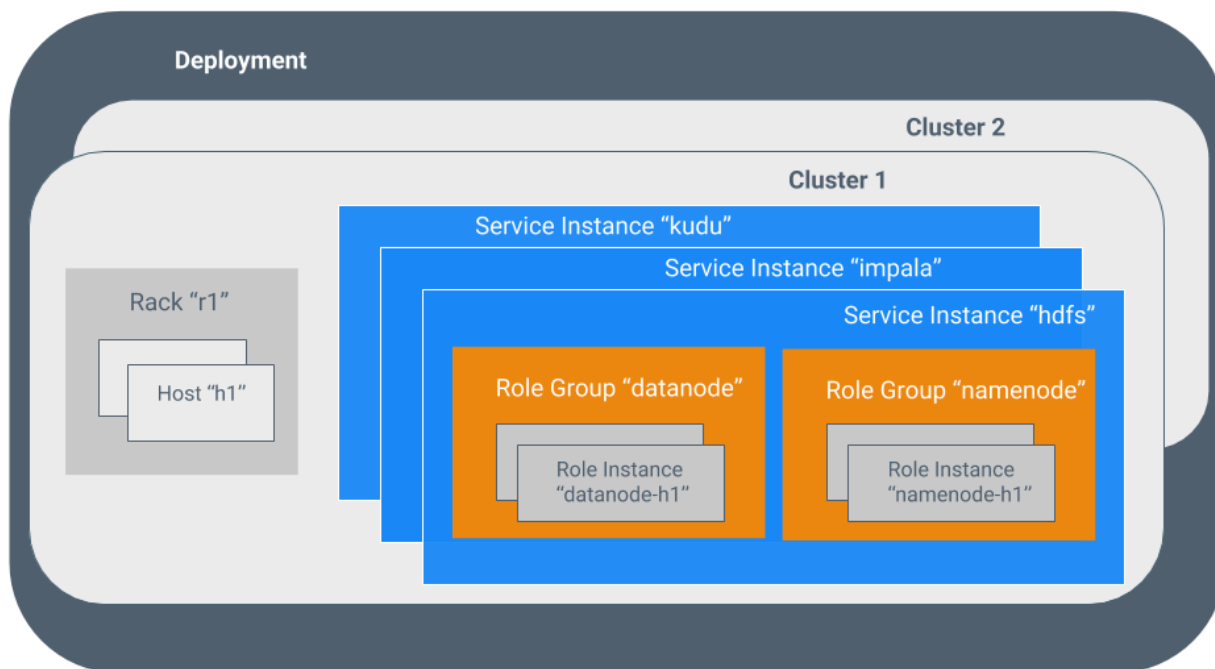 Deployment
Cluster 2
Cluster 1
Service Instance “kudu”
Service Instance “impala”
Service Instance “hdfs”
Rack “r1”
Host “h1”
Role Group “datanode”
Role Instance
“datanode-h1”
Role Group “namenode”
Role Instance
“namenode-h1”